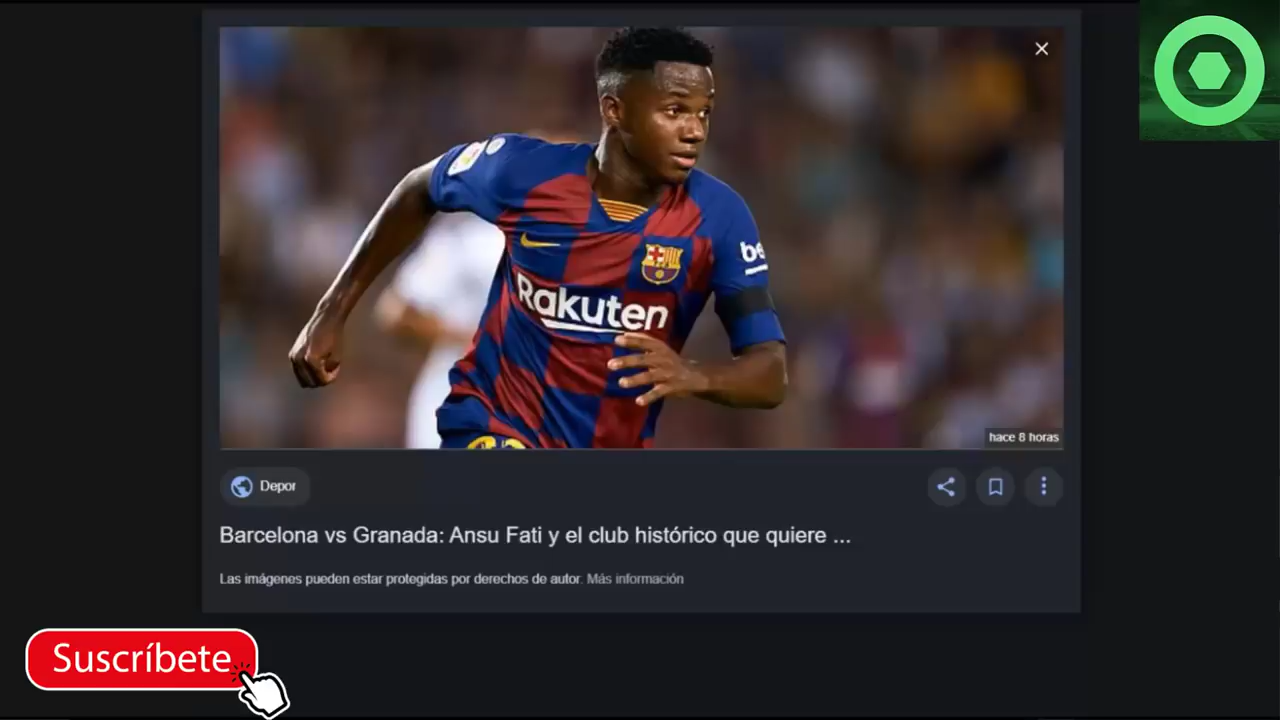 be
Rakuten
hace 8 horas
Depor
Barcelona vs Granada: Ansu Fati y el club histórico que quiere ...
Las imágenes pueden estar protegidas por derechos de autor. Más información
Suscríbete